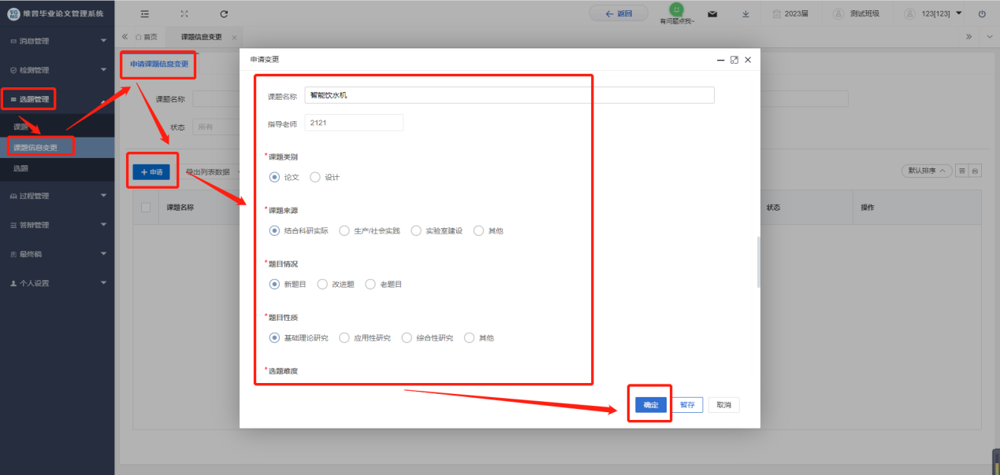 维普毕业论文管理系统
返回
有问题点我~
2023届
测试班级
123[123]
首页
课题信息变更
消息管理
检测管理
选题管理
课题
课题信息变更
选题
过程管理
答辩管理
最终稿
个人设置
申请课题信息变更
课题名称
状态
所有
+ 申请
导出列表数据
默认排序
课题名称
状态
操作
申请变更
课题名称
智能饮水机
指导老师
2121
*课题类别
论文 设计
*课题来源
结合科研实际 生产/社会实践 实验室建设 其他
*题目情况
新题目 改进题 老题目
*题目性质
基础理论研究 应用性研究 综合性研究 其他
*选题难度
确定
暂存
取消